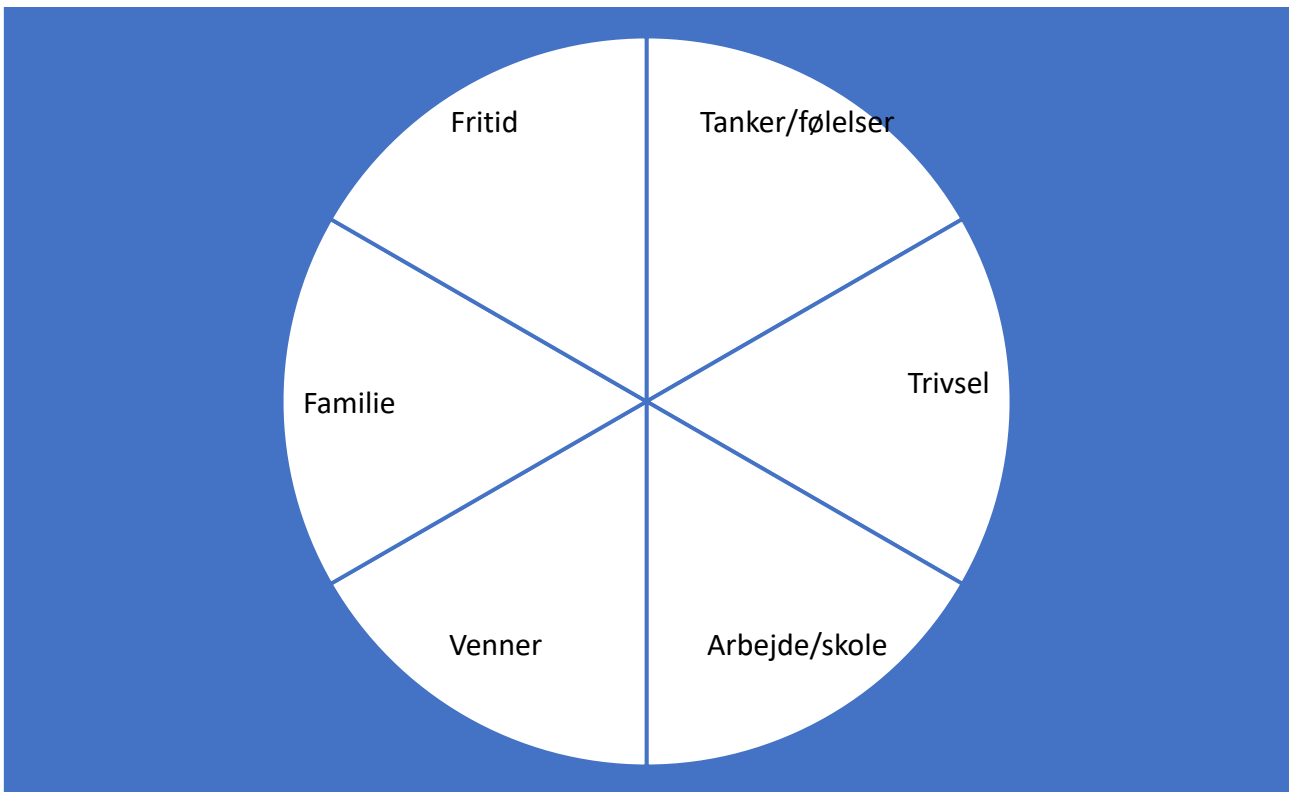 Fritid
Tanker/følelser
Familie
Trivsel
Venner
Arbejde/skole